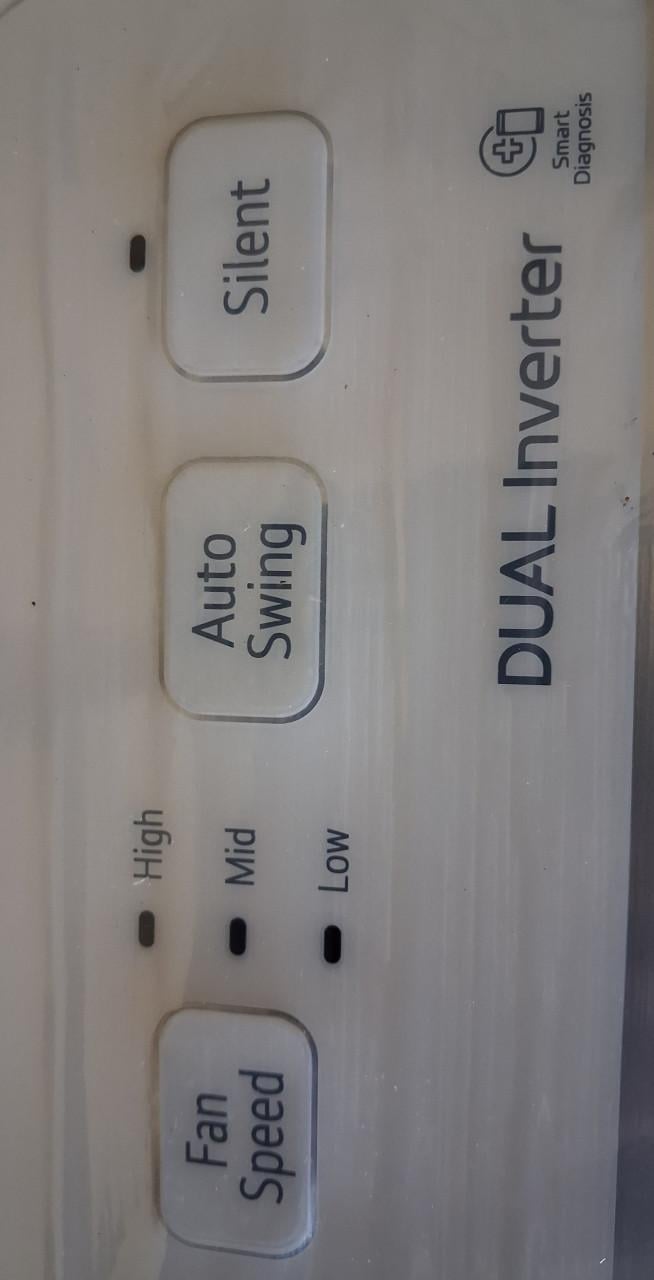 Fan
Speed
High
Mid
Low
Auto
Swing
Silent
DUAL Inverter
Smart
Diagnosis